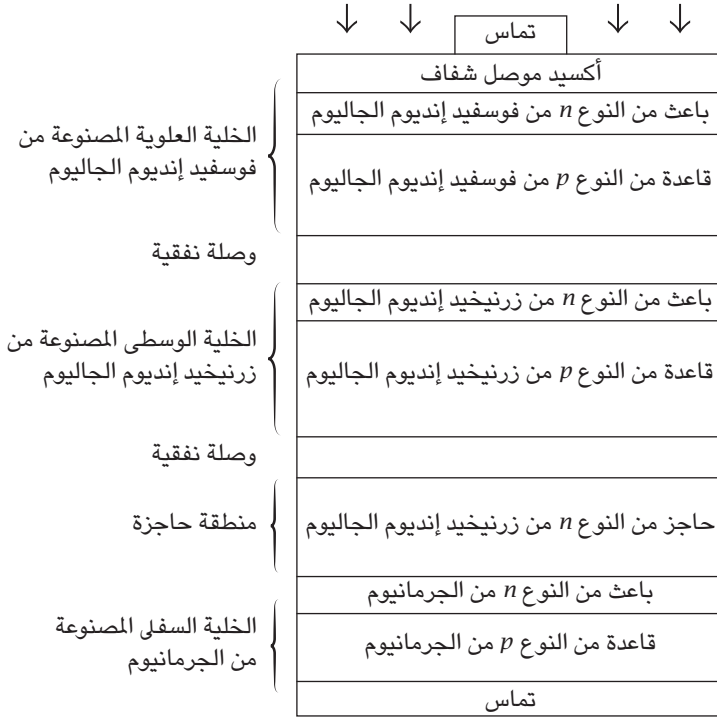 تماس
أكسيد موصل شفاف
باعث من النوع n من فوسفيد إنديوم الجاليوم
الخلية العلوية المصنوعة من
فوسفيد إنديوم الجاليوم
قاعدة من النوع p من فوسفيد إنديوم الجاليوم
وصلة نفقية
باعث من النوع n من زرنيخيد إنديوم الجاليوم
الخلية الوسطى المصنوعة من
زرنيخيد إنديوم الجاليوم
قاعدة من النوع p من زرنيخيد إنديوم الجاليوم
وصلة نفقية
حاجز من النوع n من زرنيخيد إنديوم الجاليوم
منطقة حاجزة
باعث من النوع n من الجرمانيوم
الخلية السفلى المصنوعة
من الجرمانيوم
قاعدة من النوع p من الجرمانيوم
تماس